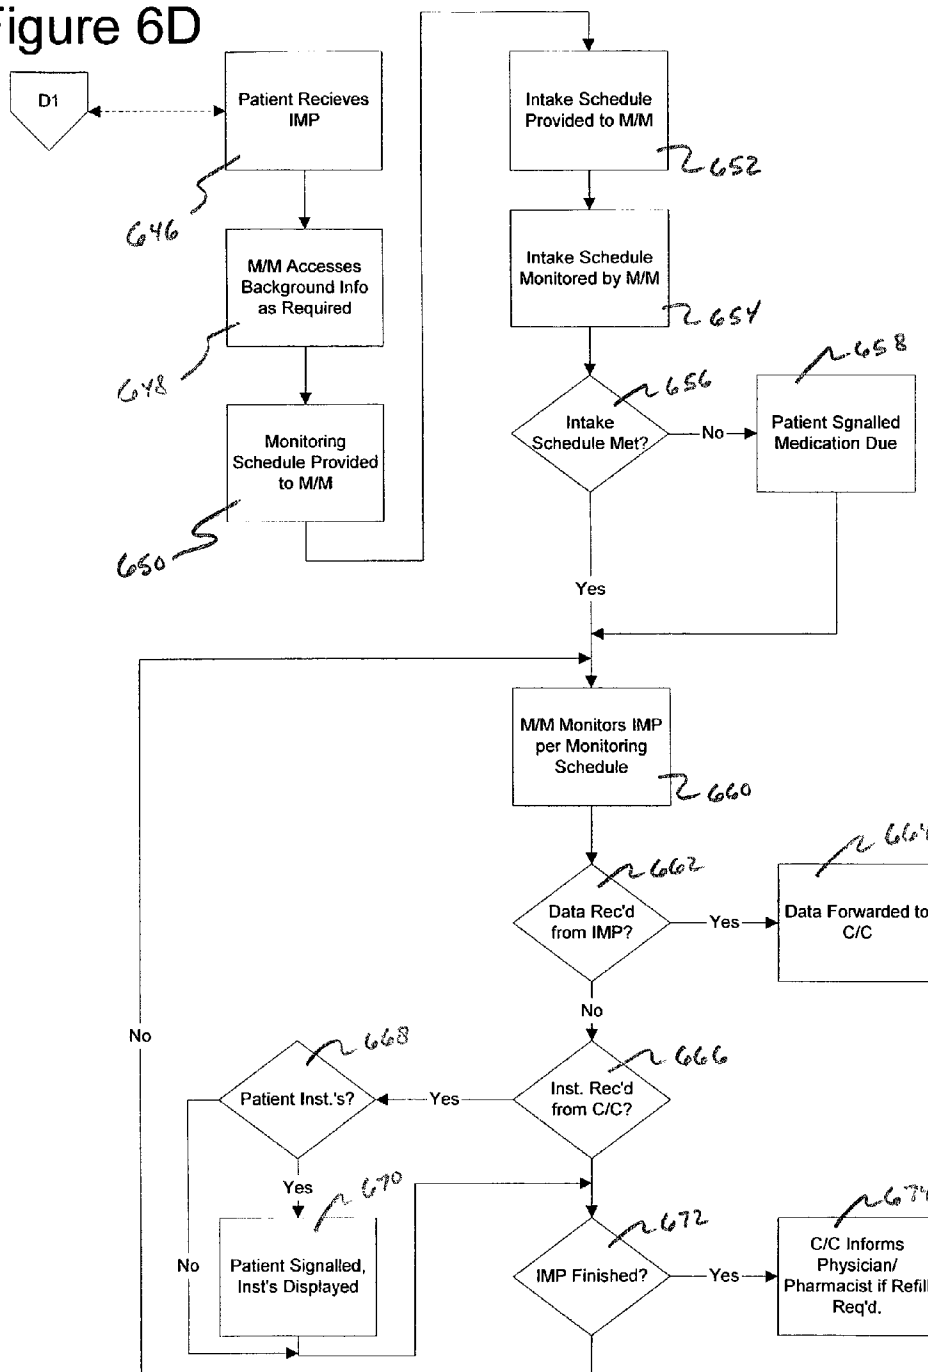 Figure 6D
D1
Patient Recieves
IMP
646
M/M Accesses
Background Info
as Required
648
Monitoring
Schedule Provided
to M/M
650
Intake Schedule
Provided to M/M
652
Intake Schedule
Monitored by M/M
654
656
Intake
Schedule Met?
No
658
Patient Sgnalled
Medication Due
Yes
M/M Monitors IMP
per Monitoring
Schedule
660
662
Data Rec'd
from IMP?
Yes
664
Data Forwarded to
C/C
No
666
Inst. Rec'd
from C/C?
Yes
668
Patient Inst.'s?
Yes
No
670
Patient Signalled,
Inst's Displayed
672
IMP Finished?
Yes
674
C/C Informs
Physician/
Pharmacist if Refill
Req'd.
No